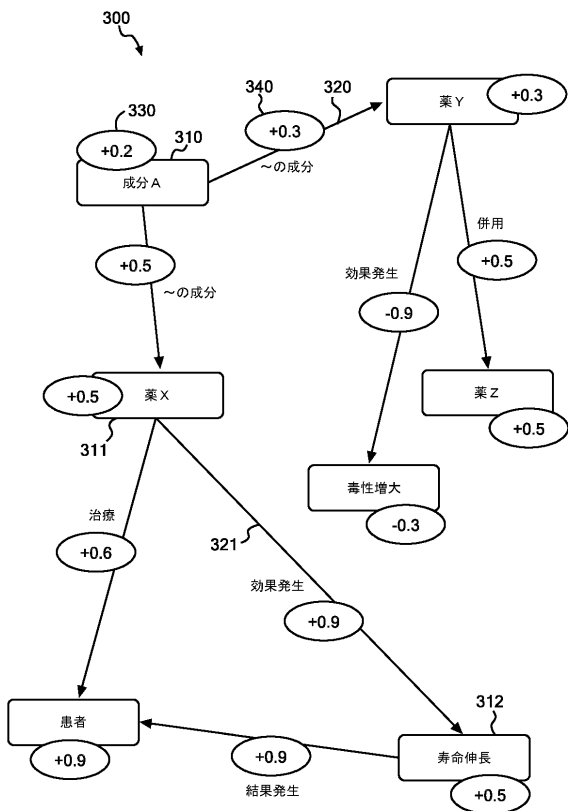 300
330
340
320
薬Y
+0.3
+0.2
310
+0.3
成分A
～の成分
+0.5
～の成分
併用
+0.5
効果発生
-0.9
薬X
+0.5
311
薬Z
+0.5
毒性増大
-0.3
治療
+0.6
321
効果発生
+0.9
312
患者
+0.9
+0.9
結果発生
寿命伸長
+0.5